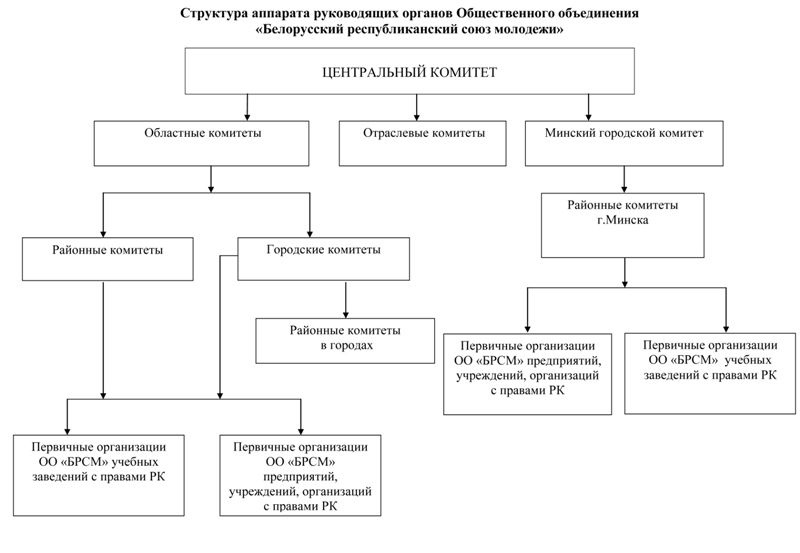 Структура аппарата руководящих органов Общественного объединения
«Белорусский республиканский союз молодежи»
ЦЕНТРАЛЬНЫЙ КОМИТЕТ
Областные комитеты
Отраслевые комитеты
Минский городской комитет
Районные комитеты
г.Минска
Районные комитеты
Городские комитеты
Районные комитеты
в городах
Первичные организации
ОО «БРСМ» предприятий,
учреждений, организаций
с правами РК
Первичные организации
ОО «БРСМ» учебных
заведений с правами РК
Первичные организации
ОО «БРСМ» учебных
заведений с правами РК
Первичные организации
ОО «БРСМ»
предприятий,
учреждений, организаций
с правами РК